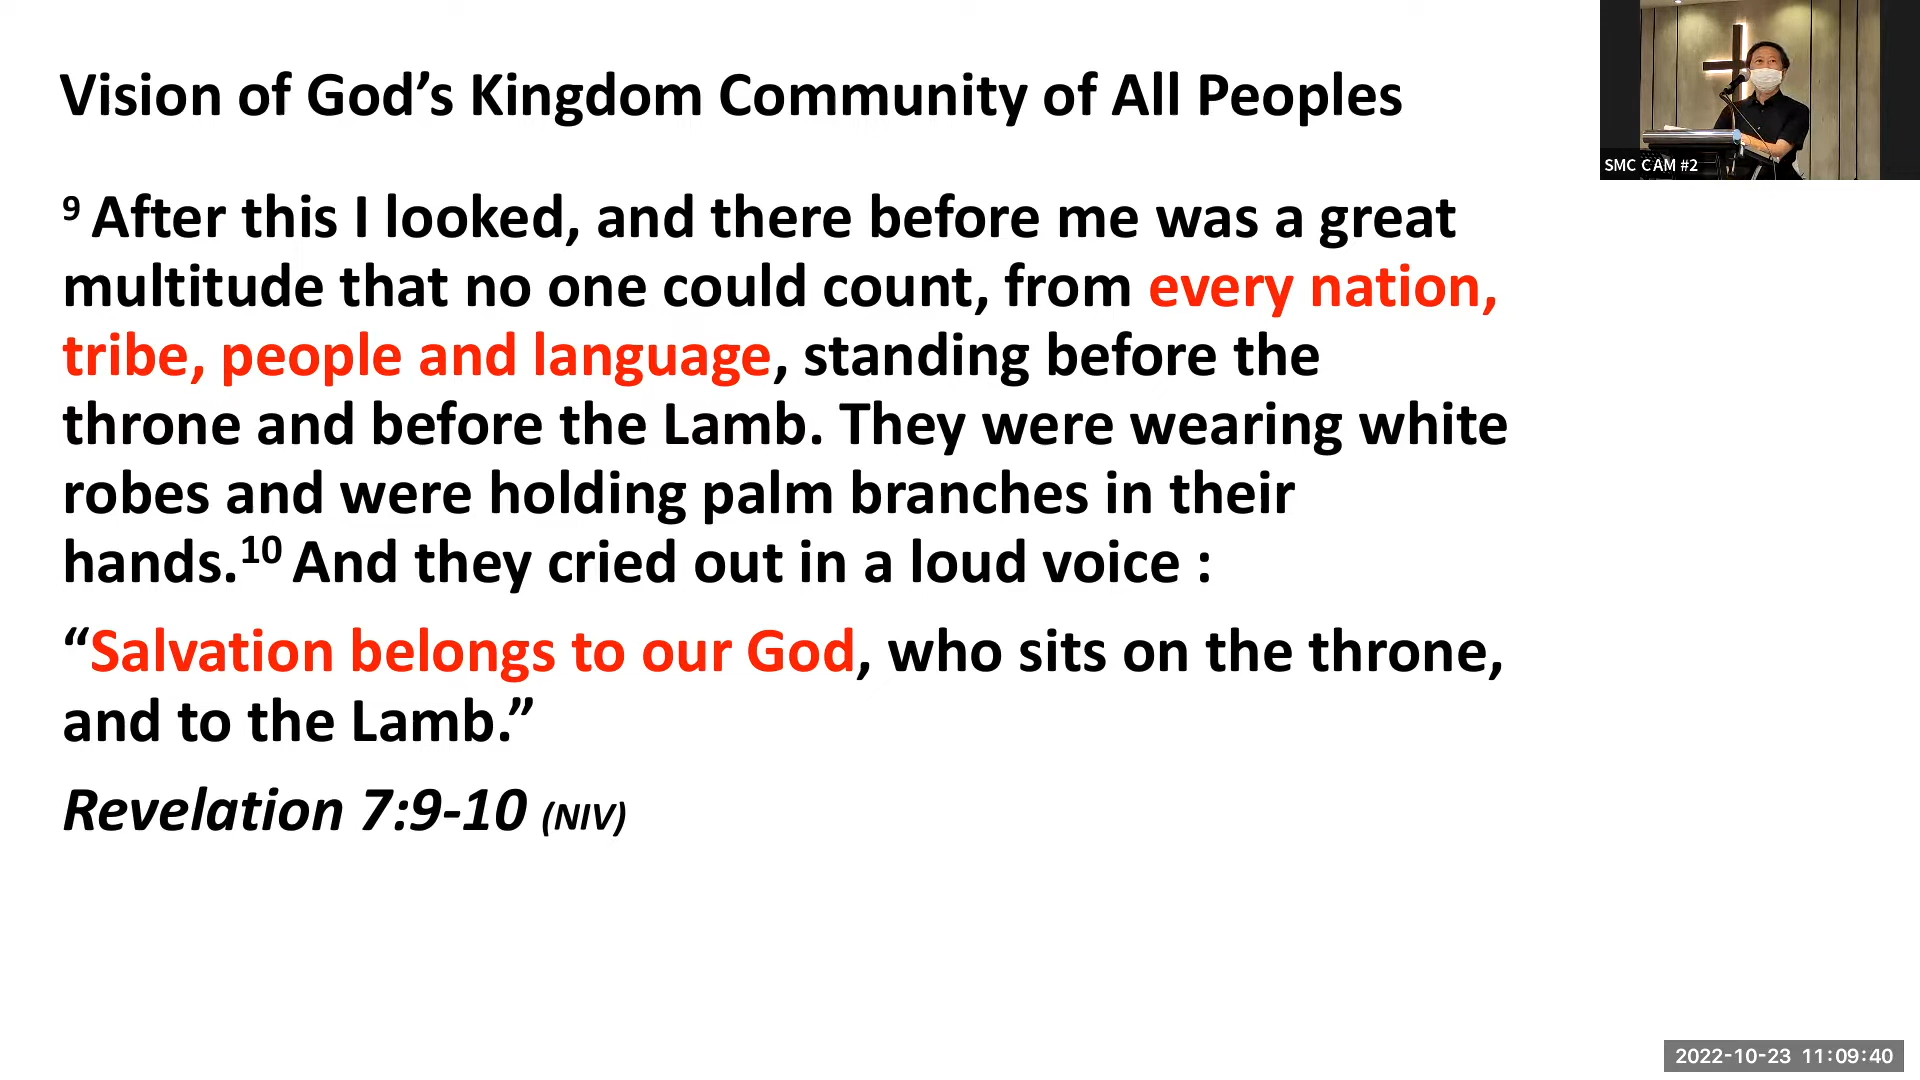 Vision of God’s Kingdom Community of All Peoples
SMC CAM #2
⁹ After this I looked, and there before me was a great
multitude that no one could count, from every nation,
tribe, people and language, standing before the
throne and before the Lamb. They were wearing white
robes and were holding palm branches in their
hands.¹⁰ And they cried out in a loud voice :
“Salvation belongs to our God, who sits on the throne,
and to the Lamb.”
Revelation 7:9-10 (NIV)
2022-10-23 11:09:40